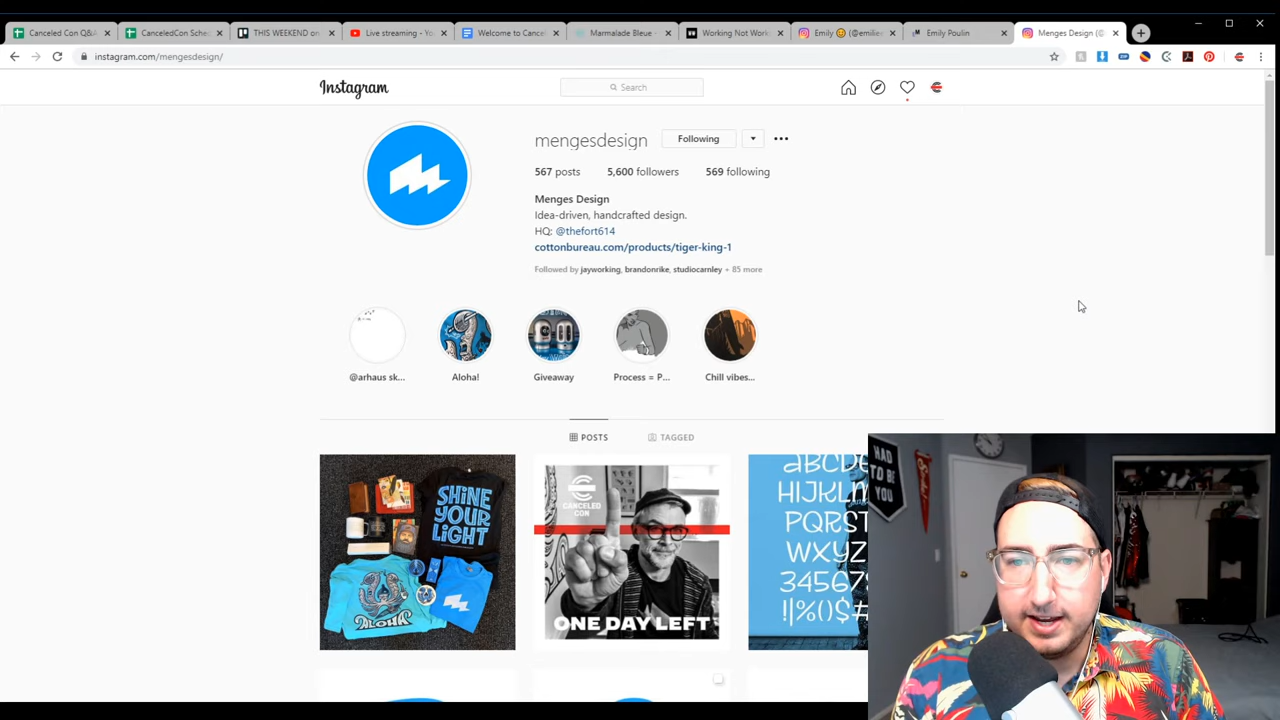 Canceled Con Q&A
CanceledCon Sche
THIS WEEKEND on
Live streaming - Yo
Welcome to Cance
Marmalade Bleue -
Working Not Work
Emily 😊 (@emilie
Emily Poulin
Menges Design (@
instagram.com/mengesdesign/
Instagram
Search
mengesdesign
Following
567 posts
5,600 followers
569 following
Menges Design
Idea-driven, handcrafted design.
HQ: @thefort614
cottonbureau.com/products/tiger-king-1
Followed by jayworking, brandonrike, studiocarnley + 85 more
@arhaus sk...
Aloha!
Giveaway
Process = P...
Chill vibes...
POSTS
TAGGED
SHINE
YOUR
LIGHT
ALOHA
CANCELED
CON
ONE DAY LEFT
ABCDE
HIJKLM
PQRS
WXYZ
34567
!|%()$#
HAD
TO BE
YOU